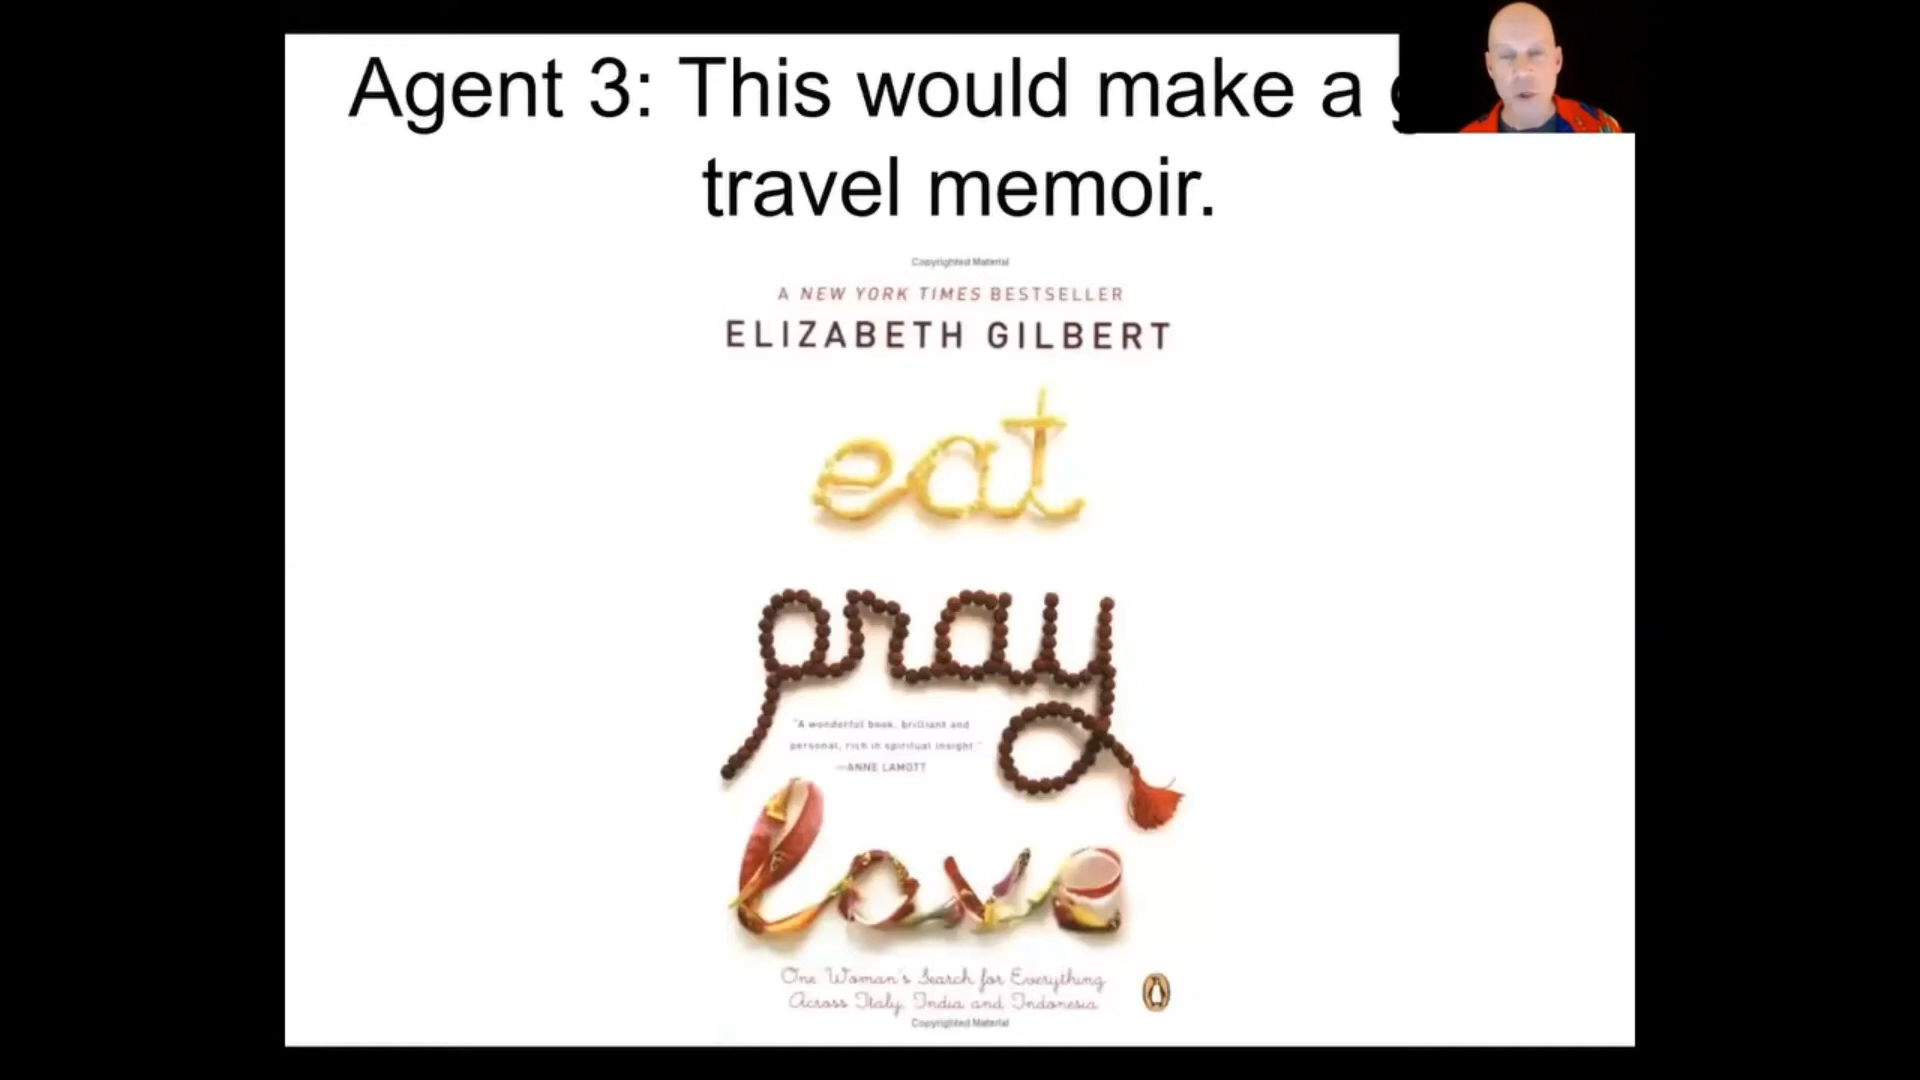 Agent 3: This would make a
travel memoir.
Copyrighted Material
A NEW YORK TIMES BESTSELLER
ELIZABETH GILBERT
eat
pray
"A wonderful book, brilliant and
personal, rich in spiritual insight."
—ANNE LAMOTT
love
One Woman's Search for Everything
Across Italy, India and Indonesia
Copyrighted Material